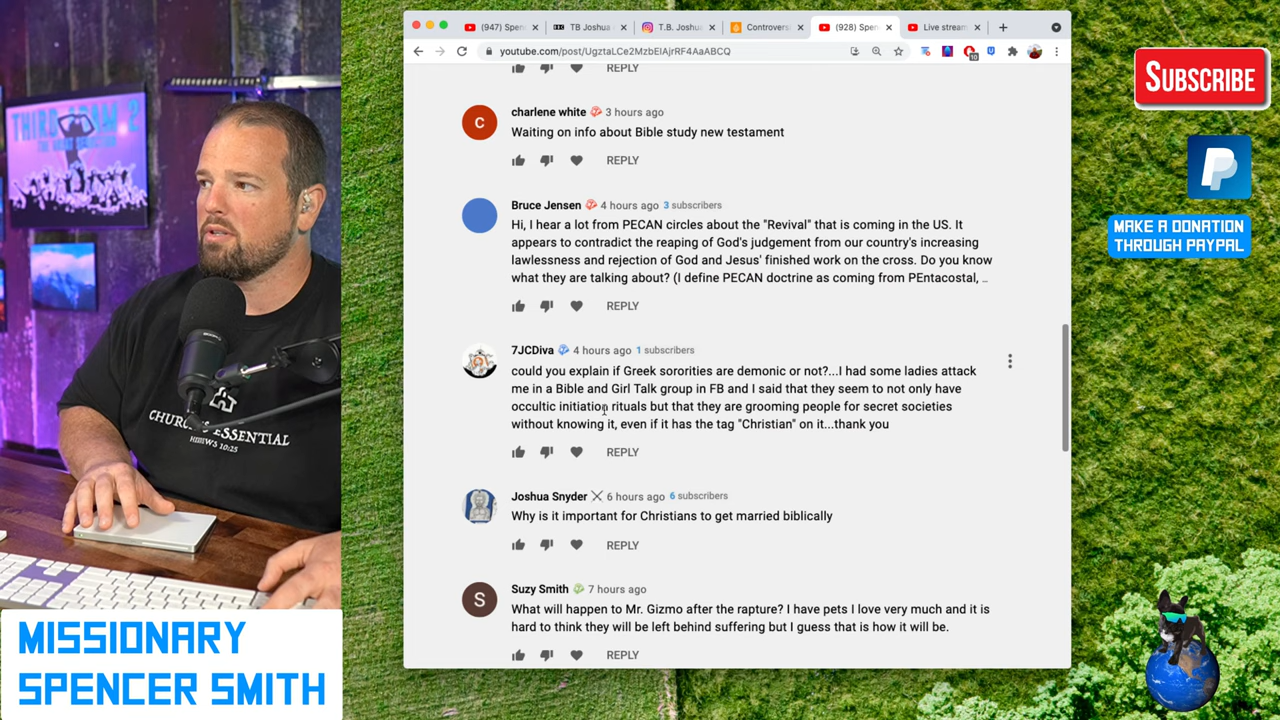 (947) Spen
TB Joshua
T.B. Joshu
Controvers
(928) Spen
Live stream
youtube.com/post/UgztaLCe2MzbEIAjrRF4AaABCQ
10
REPLY
charlene white 3 hours ago
C
Waiting on info about Bible study new testament
REPLY
Bruce Jensen 4 hours ago 3 subscribers
Hi, I hear a lot from PECAN circles about the "Revival" that is coming in the US. It
appears to contradict the reaping of God's judgement from our country's increasing
lawlessness and rejection of God and Jesus' finished work on the cross. Do you know
what they are talking about? (I define PECAN doctrine as coming from PEntacostal, ...
REPLY
7JCDiva 4 hours ago 1 subscribers
could you explain if Greek sororities are demonic or not?...I had some ladies attack
me in a Bible and Girl Talk group in FB and I said that they seem to not only have
occultic initiation rituals but that they are grooming people for secret societies
without knowing it, even if it has the tag "Christian" on it...thank you
REPLY
Joshua Snyder 6 hours ago 6 subscribers
Why is it important for Christians to get married biblically
REPLY
Suzy Smith 7 hours ago
S
What will happen to Mr. Gizmo after the rapture? I have pets I love very much and it is
hard to think they will be left behind suffering but I guess that is how it will be.
REPLY
SUBSCRIBE
P
MAKE A DONATION
THROUGH PAYPAL
THIRD ADAM 2
CHURCH IS ESSENTIAL
HEBREWS 10:25
MISSIONARY
SPENCER SMITH